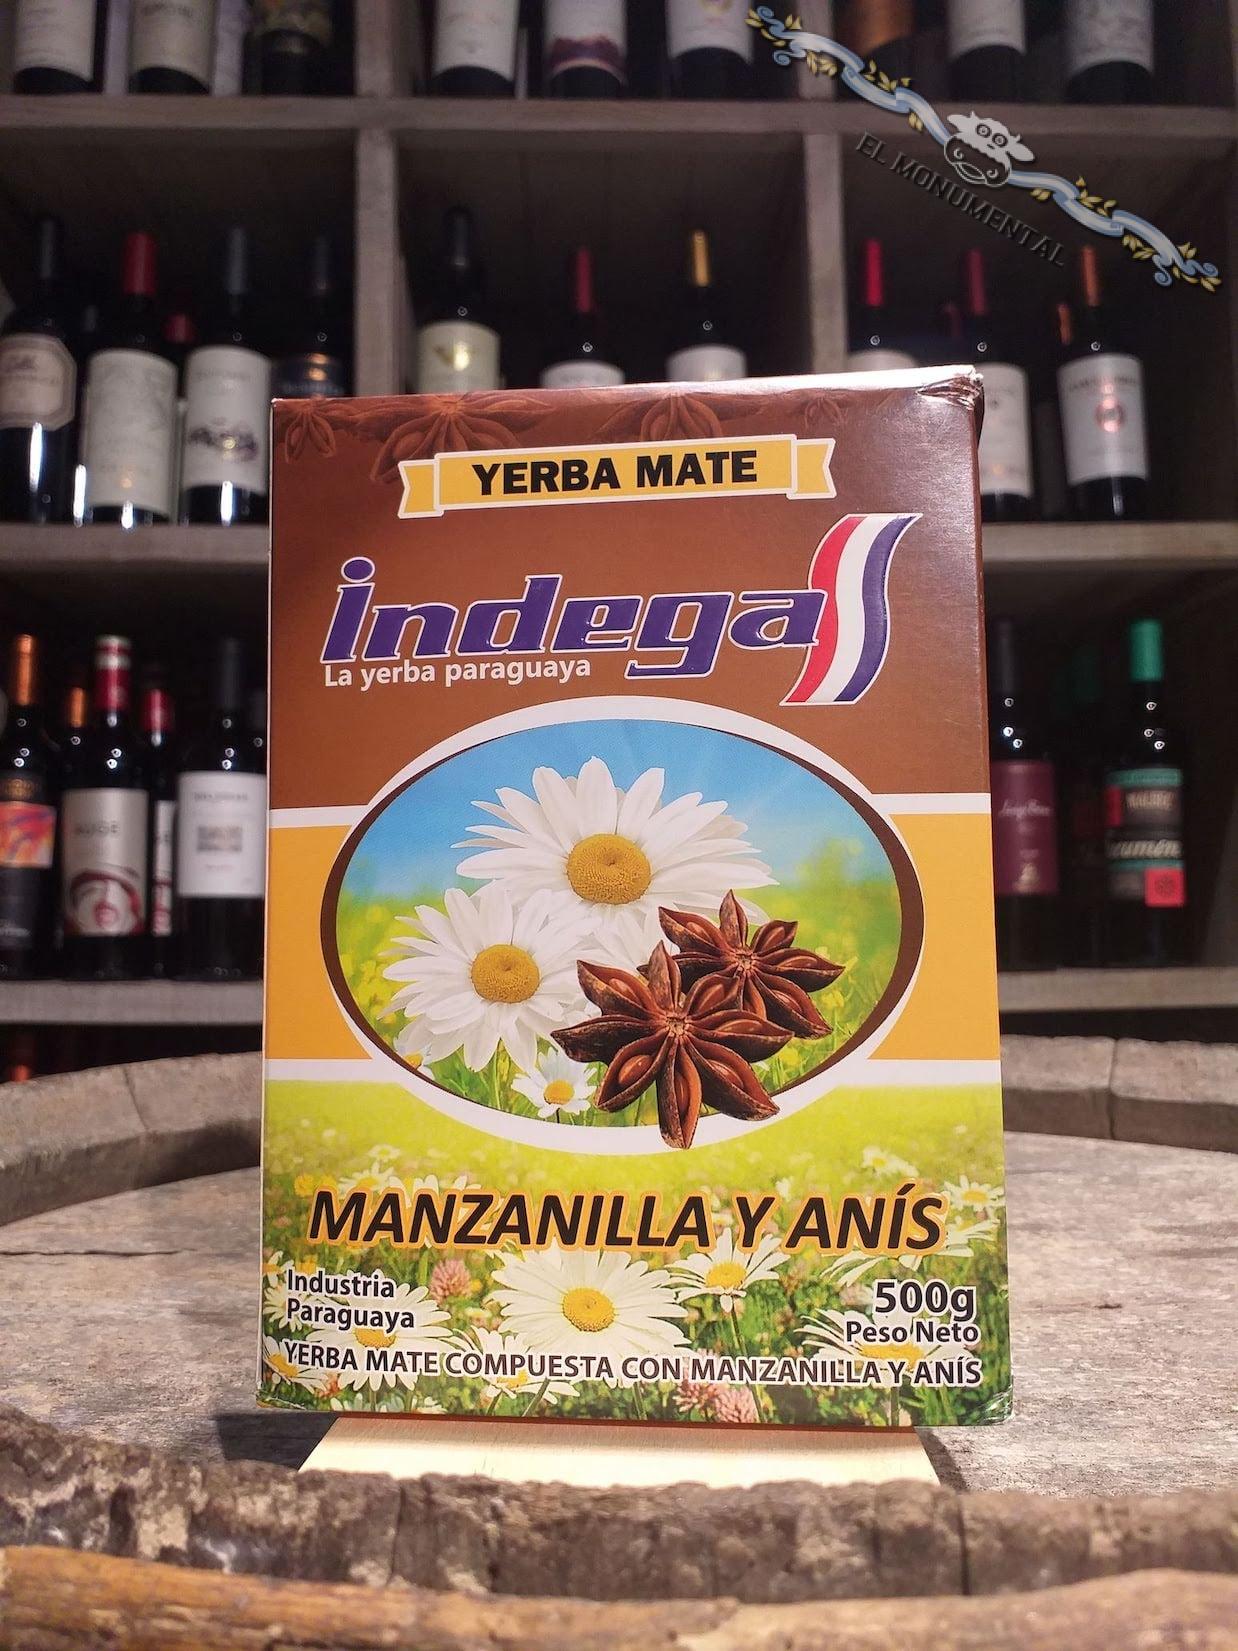 EL MONUMENTAL
YERBA MATE
indega
La yerba paraguaya
MANZANILLA Y ANÍS
Industria
Paraguaya
500g
Peso Neto
YERBA MATE COMPUESTA CON MANZANILLA Y ANÍS